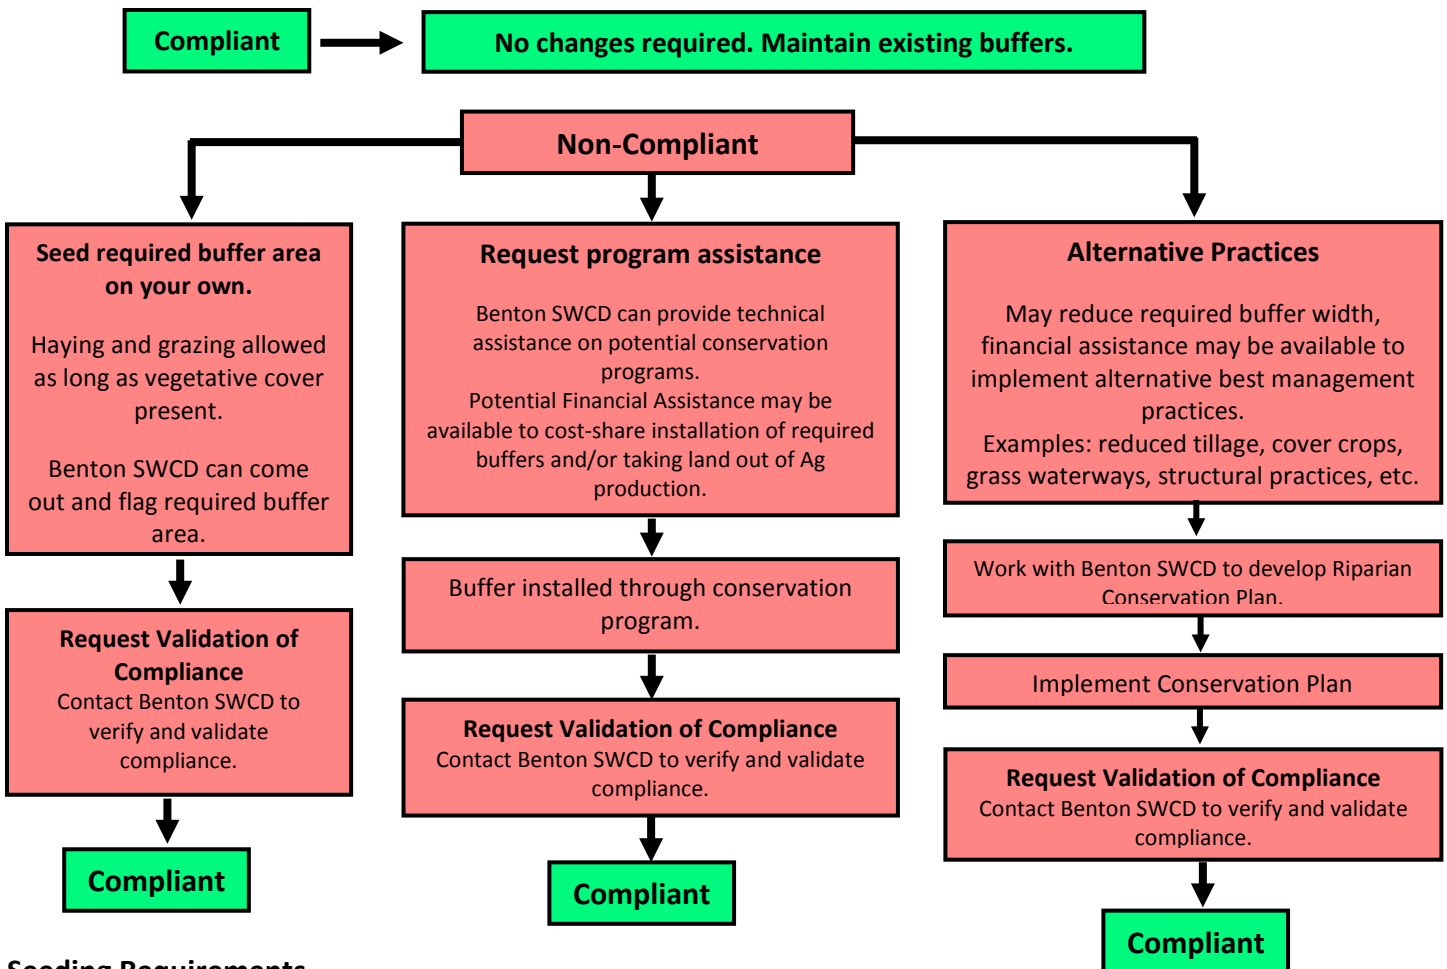 Compliant
No changes required. Maintain existing buffers.
Non-Compliant
Seed required buffer area
on your own.
Haying and grazing allowed
as long as vegetative cover
present.
Benton SWCD can come
out and flag required buffer
area.
Request Validation of
Compliance
Contact Benton SWCD to
verify and validate
compliance.
Compliant
Request program assistance
Benton SWCD can provide technical
assistance on potential conservation
programs.
Potential Financial Assistance may be
available to cost-share installation of required
buffers and/or taking land out of Ag
production.
Buffer installed through conservation
program.
Request Validation of Compliance
Contact Benton SWCD to verify and validate
compliance.
Compliant
Alternative Practices
May reduce required buffer width,
financial assistance may be available to
implement alternative best management
practices.
Examples: reduced tillage, cover crops,
grass waterways, structural practices, etc.
Work with Benton SWCD to develop Riparian
Conservation Plan.
Implement Conservation Plan
Request Validation of Compliance
Contact Benton SWCD to verify and validate
compliance.
Compliant
Seeding Requirements